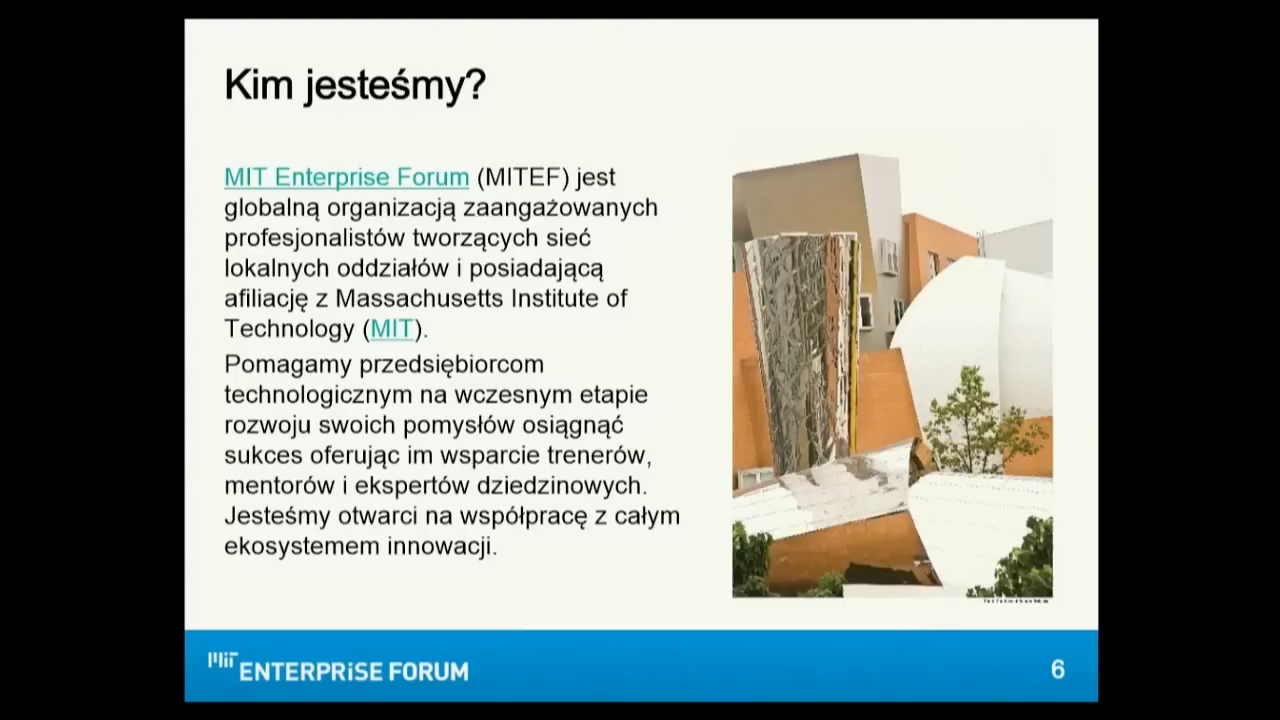 Kim jesteśmy?
MIT Enterprise Forum (MITEF) jest
globalną organizacją zaangażowanych
profesjonalistów tworzących sieć
lokalnych oddziałów i posiadającą
afiliację z Massachusetts Institute of
Technology (MIT).
Pomagamy przedsiębiorcom
technologicznym na wczesnym etapie
rozwoju swoich pomysłów osiągnąć
sukces oferując im wsparcie trenerów,
mentorów i ekspertów dziedzinowych.
Jesteśmy otwarci na współpracę z całym
ekosystemem innowacji.
MiT ENTERPRiSE FORUM
6